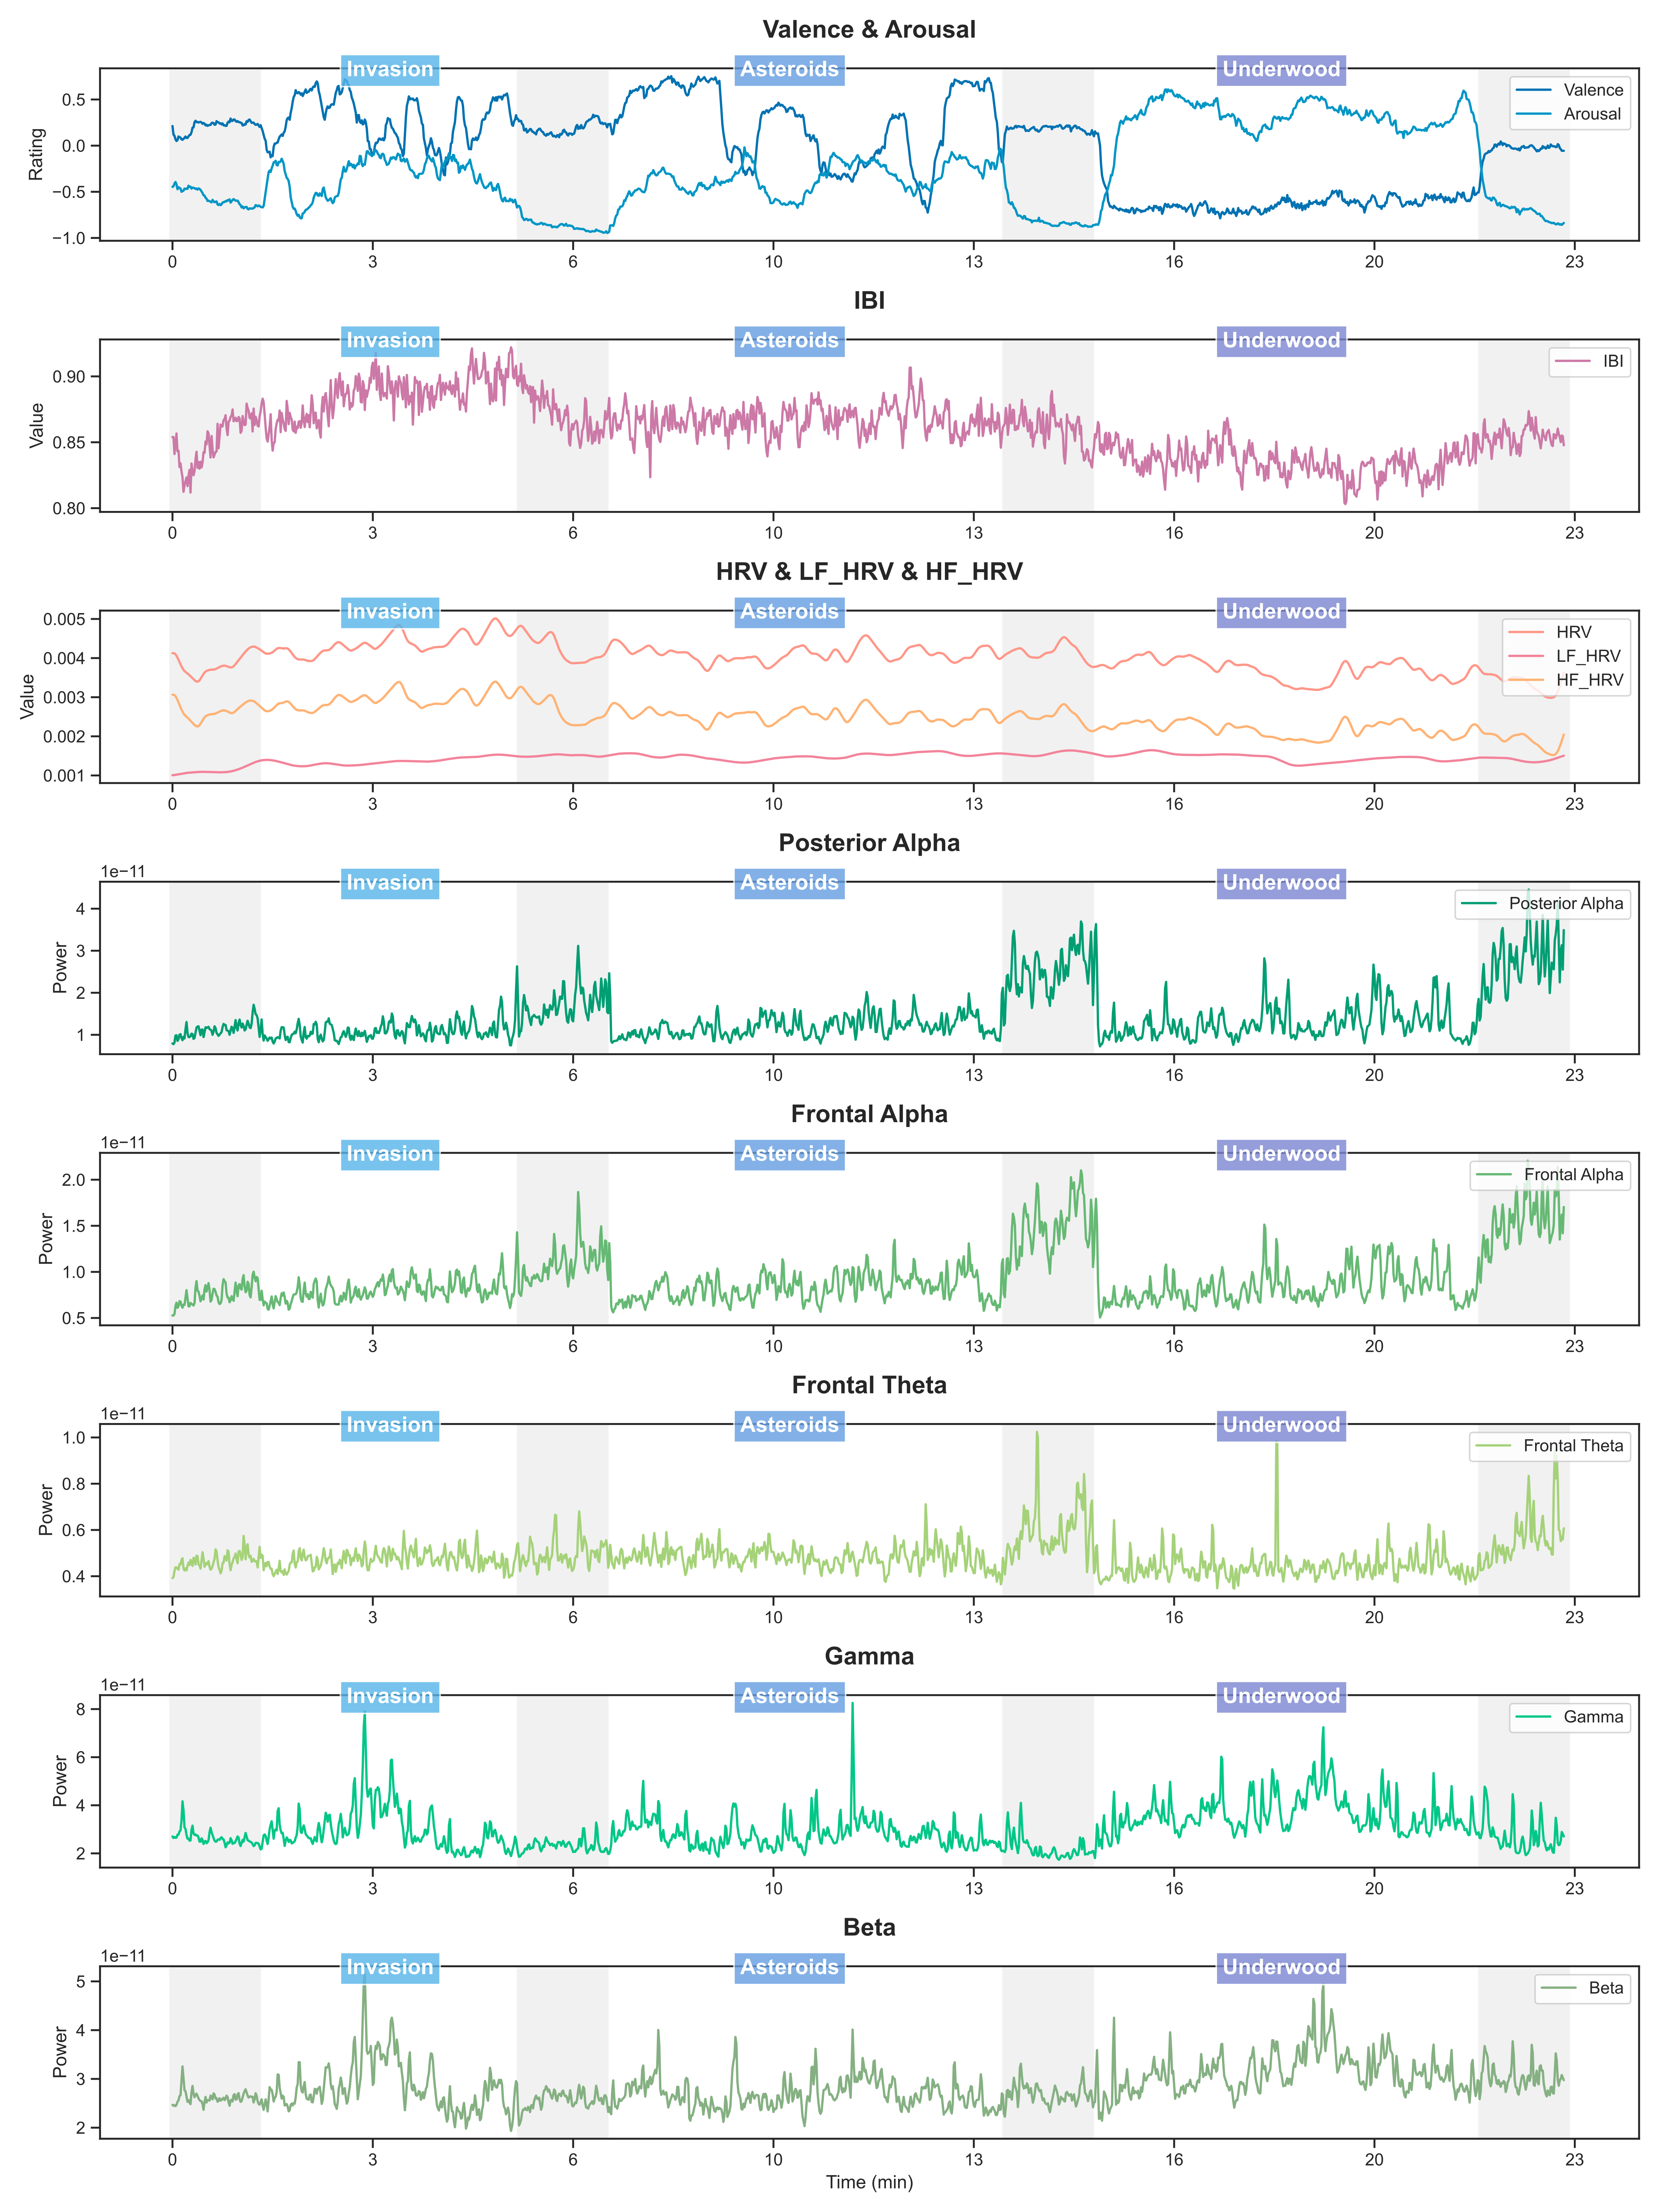 Valence & Arousal
Invasion Asteroids Underwood
Valence
Arousal
Rating
0.5
0.0
−0.5
−1.0
0 3 6 10 13 16 20 23
IBI
Invasion Asteroids Underwood
IBI
Value
0.90
0.85
0.80
0 3 6 10 13 16 20 23
HRV & LF_HRV & HF_HRV
Invasion Asteroids Underwood
HRV
LF_HRV
HF_HRV
Value
0.005
0.004
0.003
0.002
0.001
0 3 6 10 13 16 20 23
Posterior Alpha
1e−11
Invasion Asteroids Underwood
Posterior Alpha
Power
4
3
2
1
0 3 6 10 13 16 20 23
Frontal Alpha
1e−11
Invasion Asteroids Underwood
Frontal Alpha
Power
2.0
1.5
1.0
0.5
0 3 6 10 13 16 20 23
Frontal Theta
1e−11
Invasion Asteroids Underwood
Frontal Theta
Power
1.0
0.8
0.6
0.4
0 3 6 10 13 16 20 23
Gamma
1e−11
Invasion Asteroids Underwood
Gamma
Power
8
6
4
2
0 3 6 10 13 16 20 23
Beta
1e−11
Invasion Asteroids Underwood
Beta
Power
5
4
3
2
0 3 6 10 13 16 20 23
Time (min)